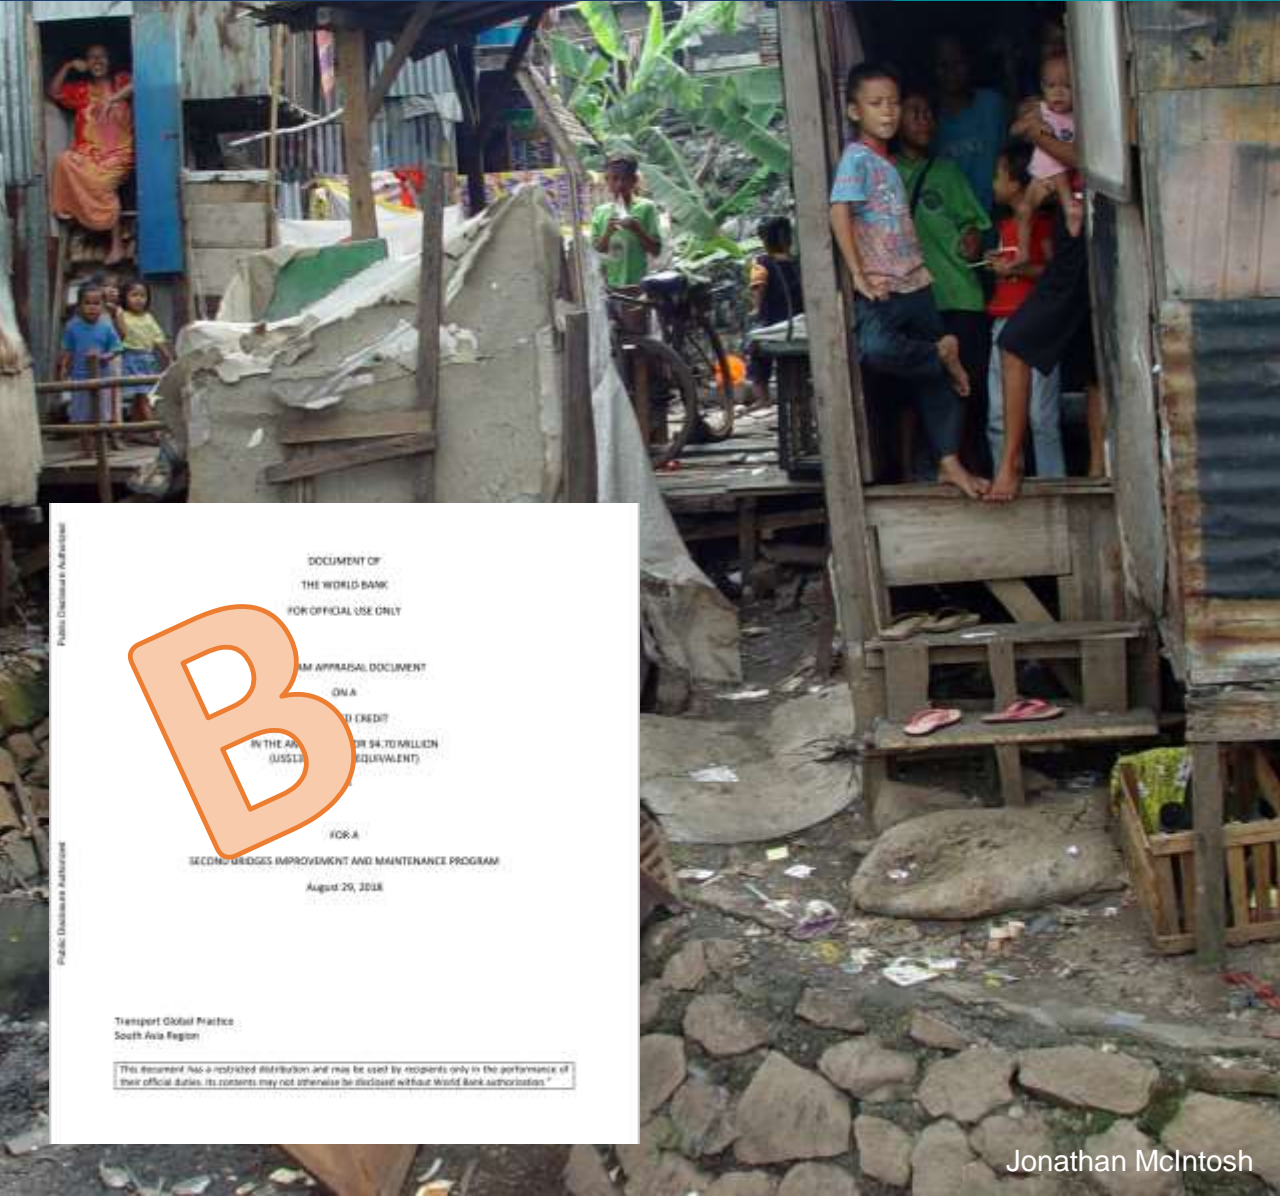 Public Disclosure Authorized
Public Disclosure Authorized
DOCUMENT OF
THE WORLD BANK
FOR OFFICIAL USE ONLY
AM APPRAISAL DOCUMENT
ON A
D CREDIT
IN THE AM OR 94.70 MILLION
(US$13 EQUIVALENT)
FOR A
SECOND BRIDGES IMPROVEMENT AND MAINTENANCE PROGRAM
August 29, 2018
Transport Global Practice
South Asia Region
This document has a restricted distribution and may be used by recipients only in the performance of
their official duties. Its contents may not otherwise be disclosed without World Bank authorization."
B
Jonathan McIntosh